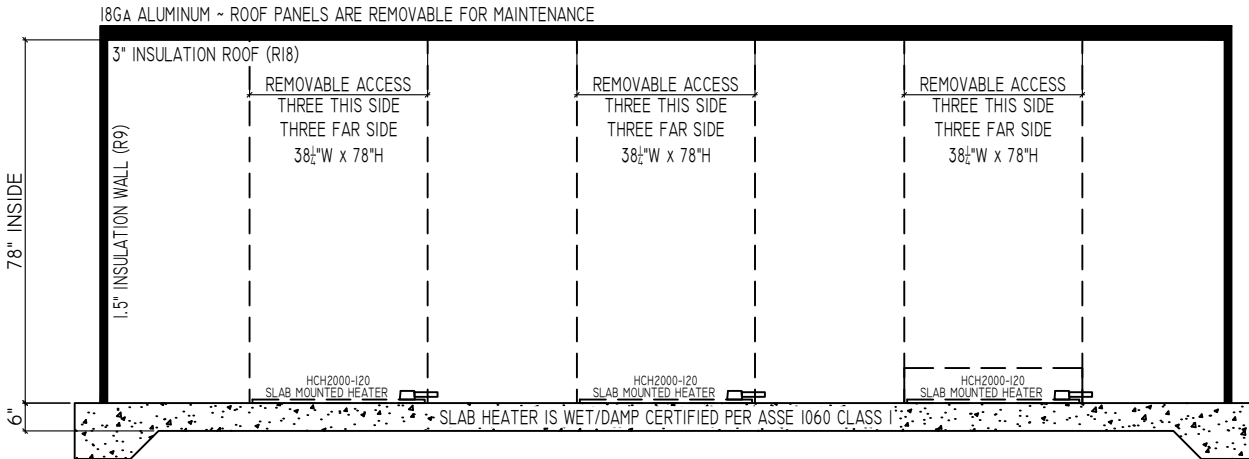 18GA ALUMINUM ~ ROOF PANELS ARE REMOVABLE FOR MAINTENANCE
3" INSULATION ROOF (R18)
REMOVABLE ACCESS
THREE THIS SIDE
THREE FAR SIDE
38¼"W x 78"H
REMOVABLE ACCESS
THREE THIS SIDE
THREE FAR SIDE
38¼"W x 78"H
REMOVABLE ACCESS
THREE THIS SIDE
THREE FAR SIDE
38¼"W x 78"H
78" INSIDE
1.5" INSULATION WALL (R9)
HCH2000-120
SLAB MOUNTED HEATER
HCH2000-120
SLAB MOUNTED HEATER
HCH2000-120
SLAB MOUNTED HEATER
6"
SLAB HEATER IS WET/DAMP CERTIFIED PER ASSE 1060 CLASS 1